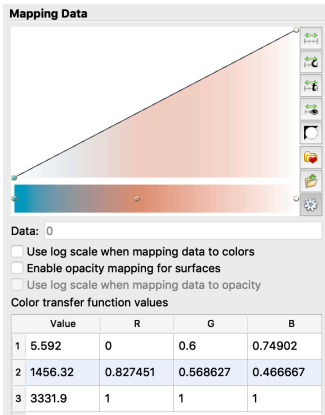 Mapping Data
Data: 0
Use log scale when mapping data to colors
Enable opacity mapping for surfaces
Use log scale when mapping data to opacity
Color transfer function values
Value R G B
1 5.592 0 0.6 0.74902
2 1456.32 0.827451 0.568627 0.466667
3 3331.9 1 1 1